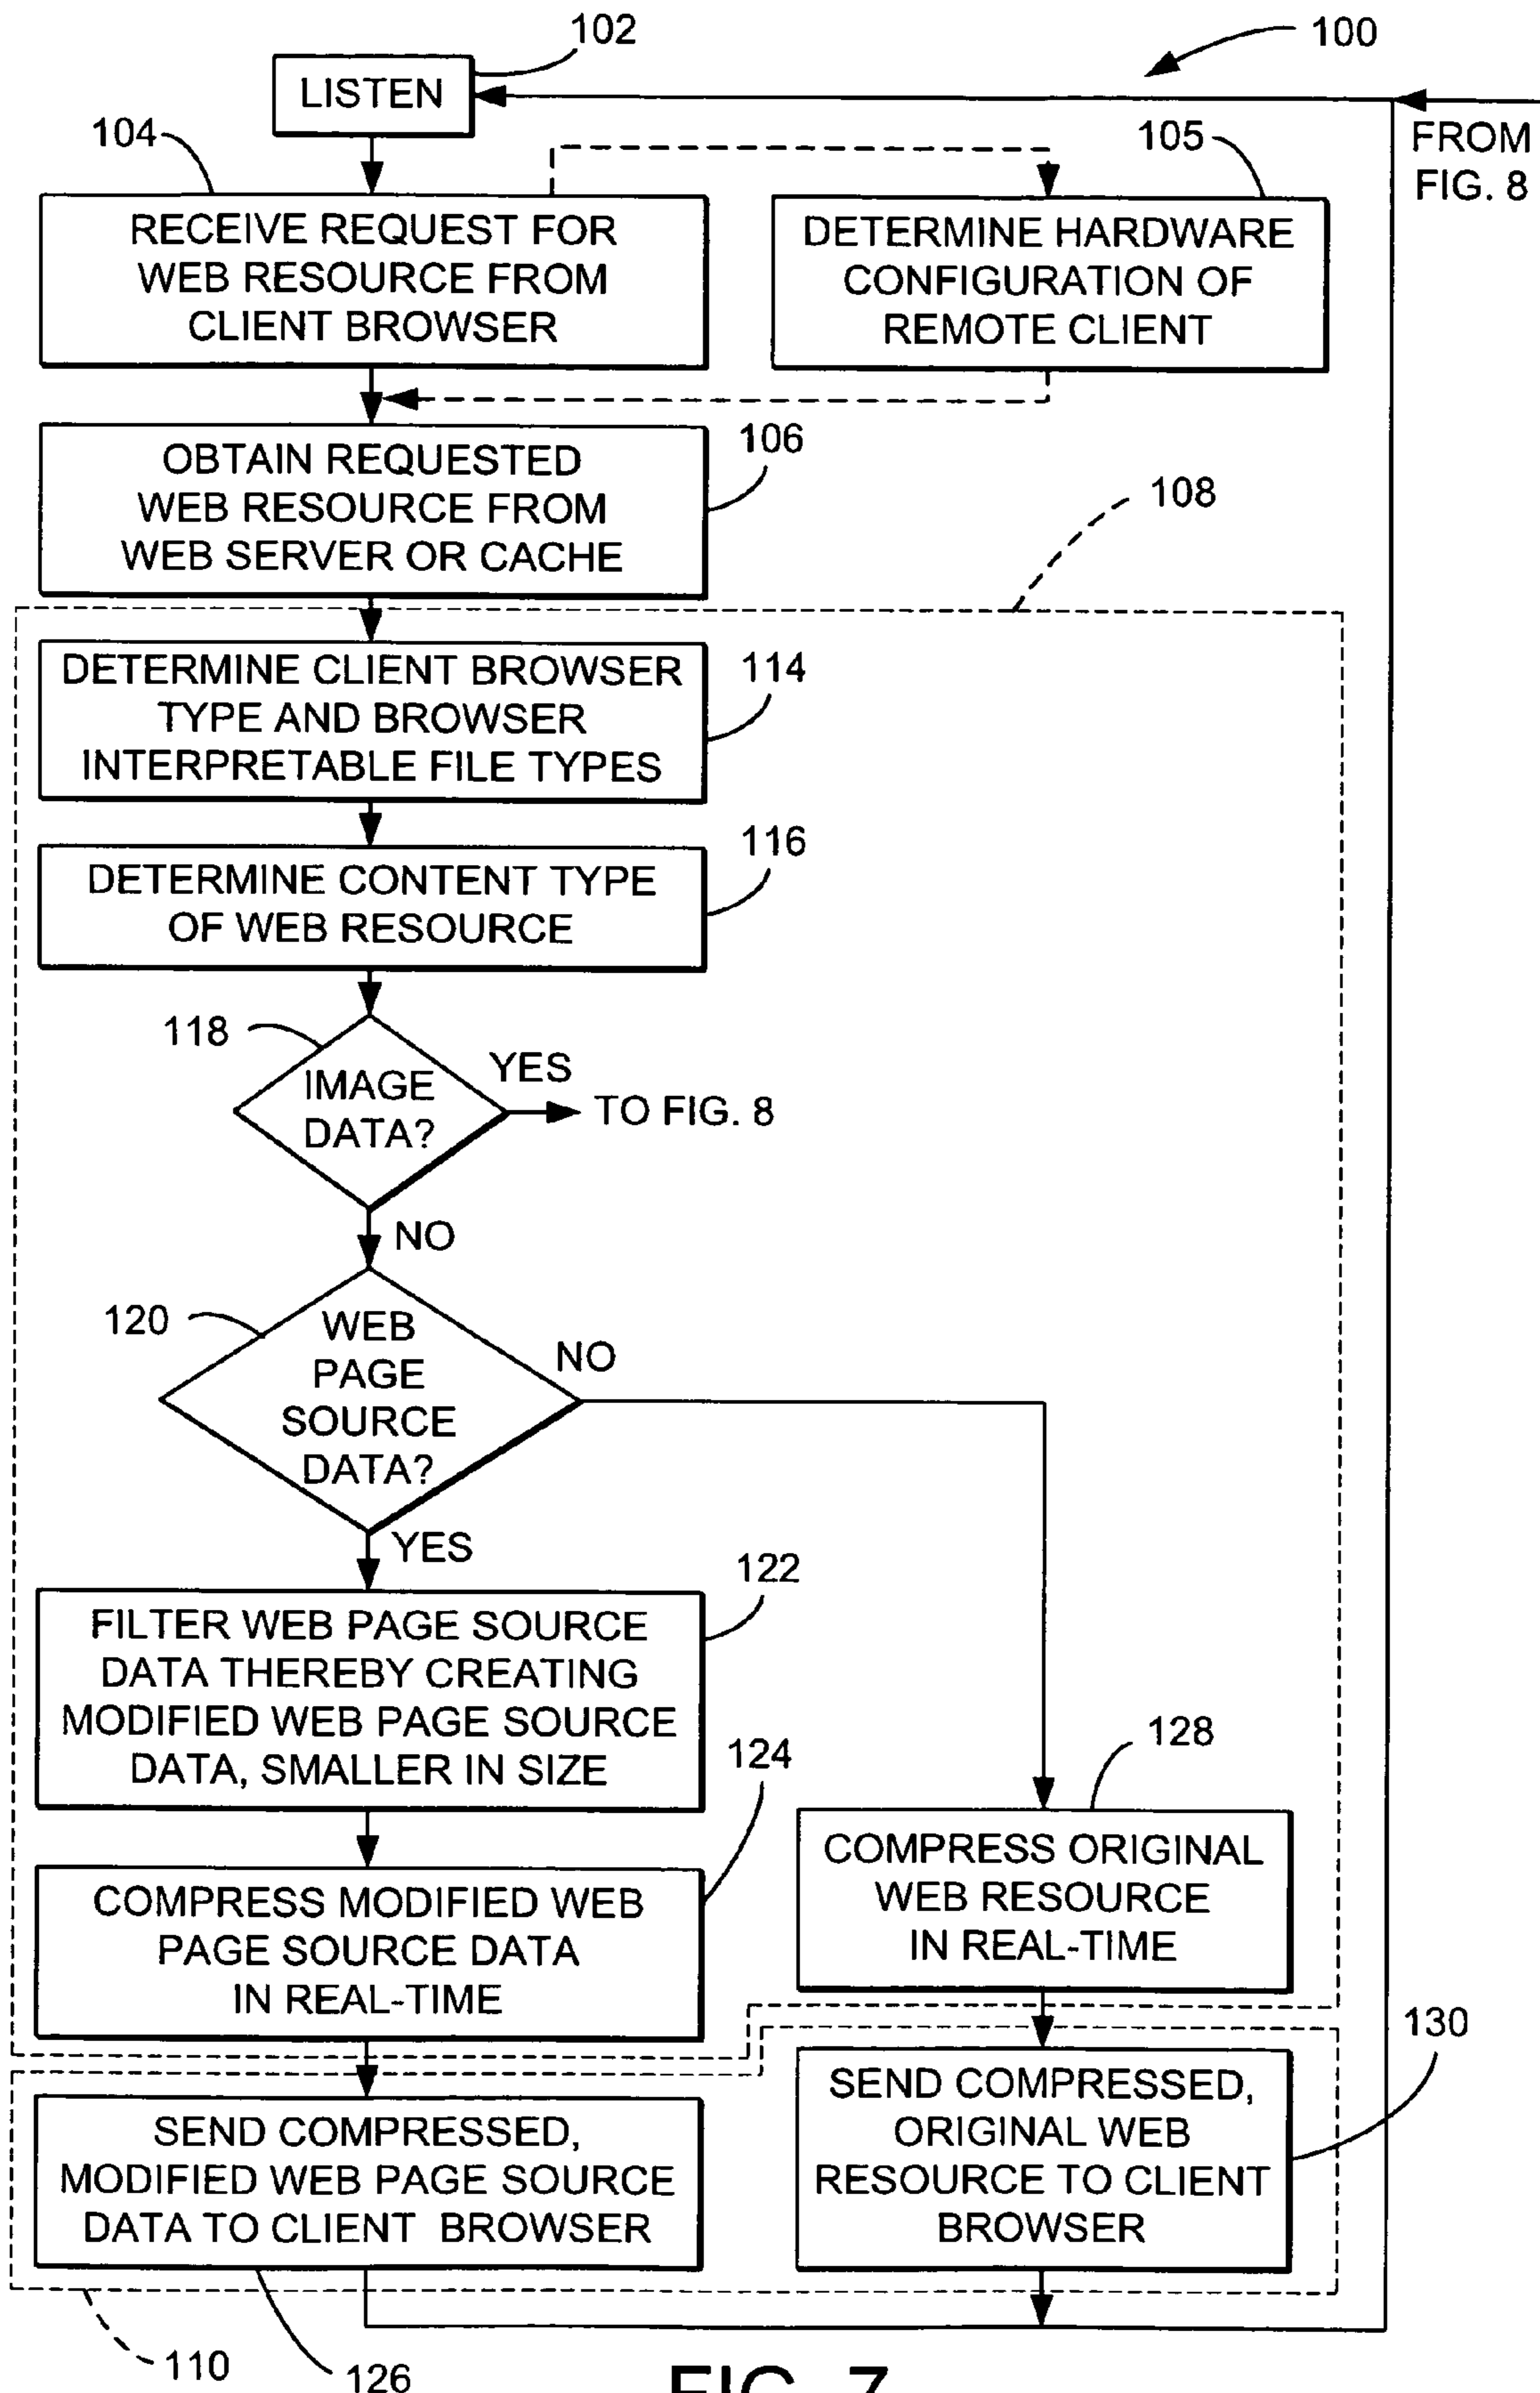 102
100
LISTEN
104
105
FROM
FIG. 8
RECEIVE REQUEST FOR
WEB RESOURCE FROM
CLIENT BROWSER
DETERMINE HARDWARE
CONFIGURATION OF
REMOTE CLIENT
106
OBTAIN REQUESTED
WEB RESOURCE FROM
WEB SERVER OR CACHE
108
114
DETERMINE CLIENT BROWSER
TYPE AND BROWSER
INTERPRETABLE FILE TYPES
116
DETERMINE CONTENT TYPE
OF WEB RESOURCE
118
IMAGE
DATA?
YES
TO FIG. 8
NO
120
WEB
PAGE
SOURCE
DATA?
NO
YES
122
FILTER WEB PAGE SOURCE
DATA THEREBY CREATING
MODIFIED WEB PAGE SOURCE
DATA, SMALLER IN SIZE
124
128
COMPRESS MODIFIED WEB
PAGE SOURCE DATA
IN REAL-TIME
COMPRESS ORIGINAL
WEB RESOURCE
IN REAL-TIME
130
SEND COMPRESSED,
MODIFIED WEB PAGE SOURCE
DATA TO CLIENT BROWSER
SEND COMPRESSED,
ORIGINAL WEB
RESOURCE TO CLIENT
BROWSER
110
126
FIG. 7